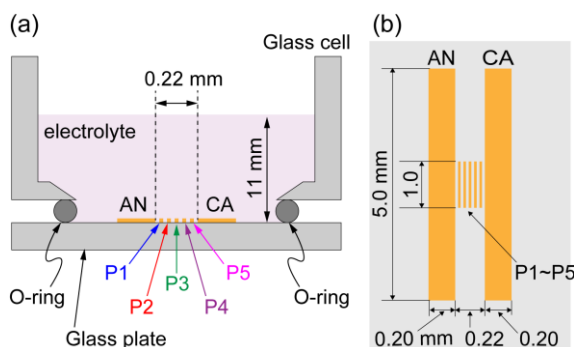 (a)
Glass cell
0.22 mm
electrolyte
11 mm
AN
CA
P1
P2
P3
P4
P5
O-ring
O-ring
Glass plate
(b)
AN
CA
5.0 mm
1.0
P1~P5
0.20 mm
0.22
0.20